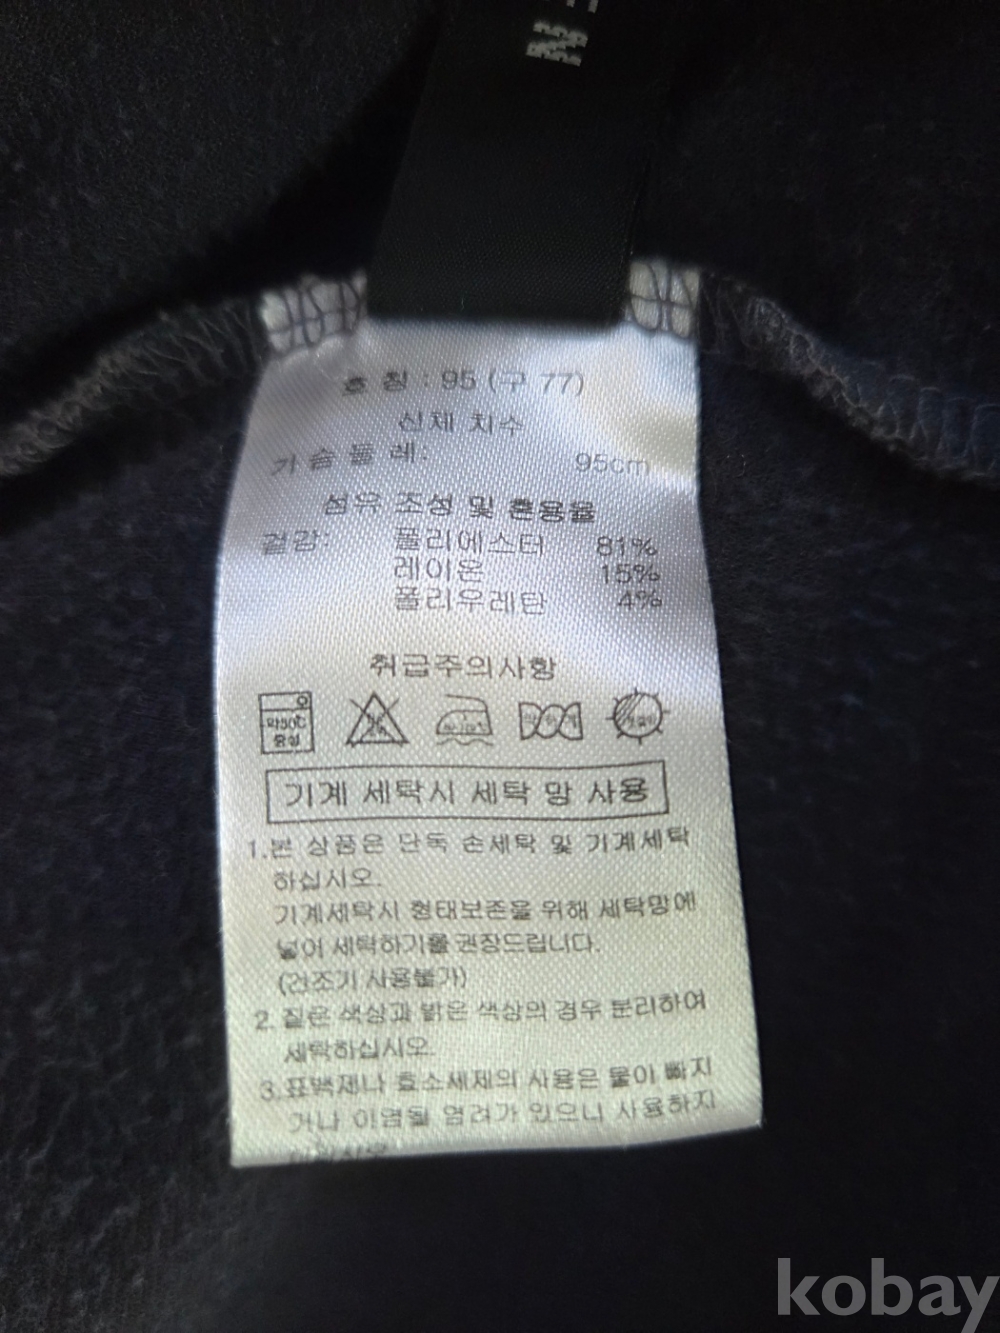 M
호 칭 : 95 (구 77)
신체 치수
가 슴 둘 레: 95cm
섬유 조성 및 혼용율
겉감: 폴리에스터 81%
레이온 15%
폴리우레탄 4%
취급주의사항
약30℃
중성
기계 세탁시 세탁 망 사용
1.본 상품은 단독 손세탁 및 기계세탁
하십시오.
기계세탁시 형태보존을 위해 세탁망에
넣어 세탁하기를 권장드립니다.
(건조기 사용불가)
2. 짙은 색상과 밝은 색상의 경우 분리하여
세탁하십시오.
3.표백제나 효소세제의 사용은 물이 빠지
거나 이염될 염려가 있으니 사용하지
kobay